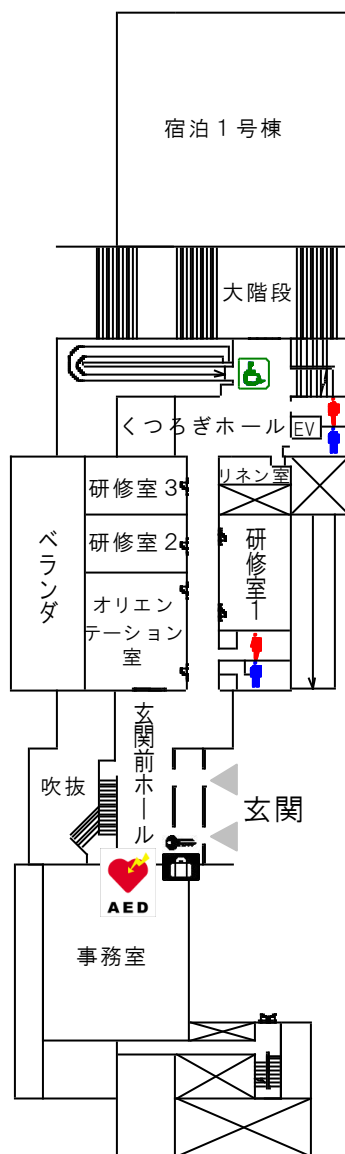 宿泊１号棟
大階段
くつろぎホール
EV
リネン室
研修室３
研修室２
研修室１
ベランダ
オリエン
テーション
室
玄関前ホール
吹抜
玄関
AED
事務室